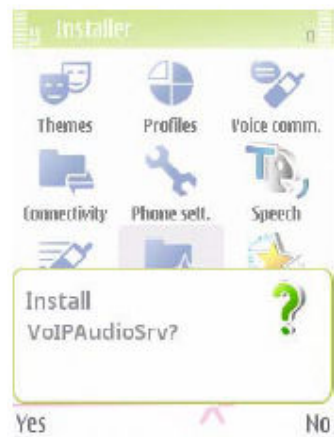 Installer
Themes Profiles Voice comm.
Connectivity Phone sett. Speech
Install
VoIPAudioSrv?
Yes No